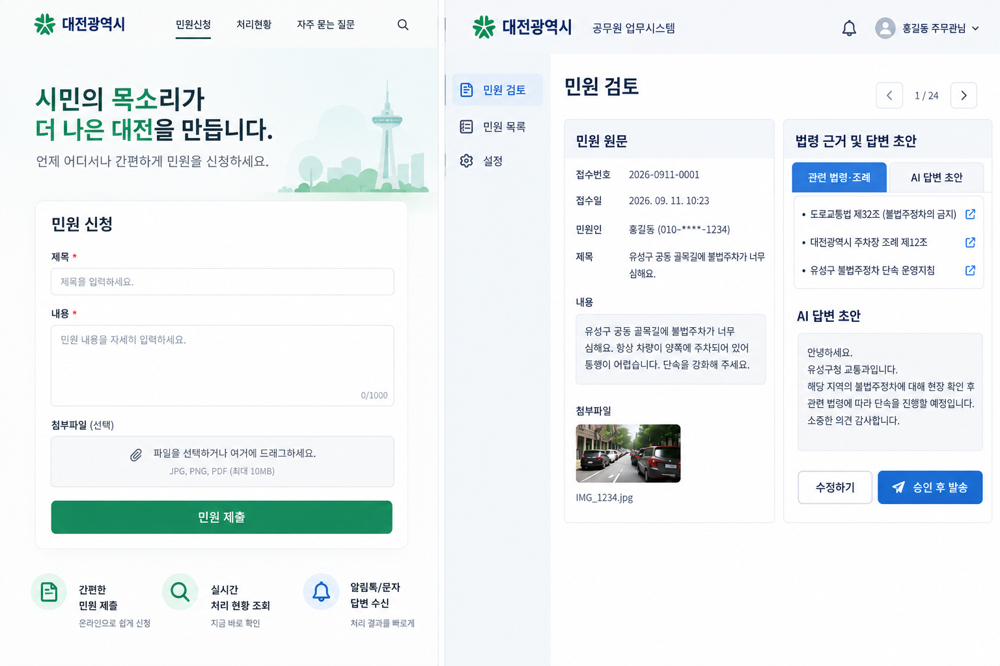 대전광역시
민원신청
처리현황
자주 묻는 질문
시민의 목소리가
더 나은 대전을 만듭니다.
언제 어디서나 간편하게 민원을 신청하세요.
민원 신청
제목 *
제목을 입력하세요.
내용 *
민원 내용을 자세히 입력하세요.
0/1000
첨부파일 (선택)
파일을 선택하거나 여거에 드래그하세요.
JPG, PNG, PDF (최대 10MB)
민원 제출
간편한
민원 제출
온라인으로 쉽게 신청
실시간
처리 현황 조회
지금 바로 확인
알림톡/문자
답변 수신
처리 결과를 빠르게
대전광역시
공무원 업무시스템
홍길동 주무관님
민원 검토
민원 목록
설정
민원 검토
1 / 24
민원 원문
접수번호 2026-0911-0001
접수일 2026. 09. 11. 10:23
민원인 홍길동 (010-****-1234)
제목 유성구 공동 골목길에 불법주차가 너무
심해요.
내용
유성구 공동 골목길에 불법주차가 너무
심해요. 항상 차량이 양쪽에 주차되어 있어
통행이 어렵습니다. 단속을 강화해 주세요.
첨부파일
IMG_1234.jpg
법령 근거 및 답변 초안
관련 법령·조례
AI 답변 초안
• 도로교통법 제32조 (불법주정차의 금지)
• 대전광역시 주차장 조례 제12조
• 유성구 불법주정차 단속 운영지침
AI 답변 초안
안녕하세요.
유성구청 교통과입니다.
해당 지역의 불법주정차에 대해 현장 확인 후
관련 법령에 따라 단속을 진행할 예정입니다.
소중한 의견 감사합니다.
수정하기
승인 후 발송